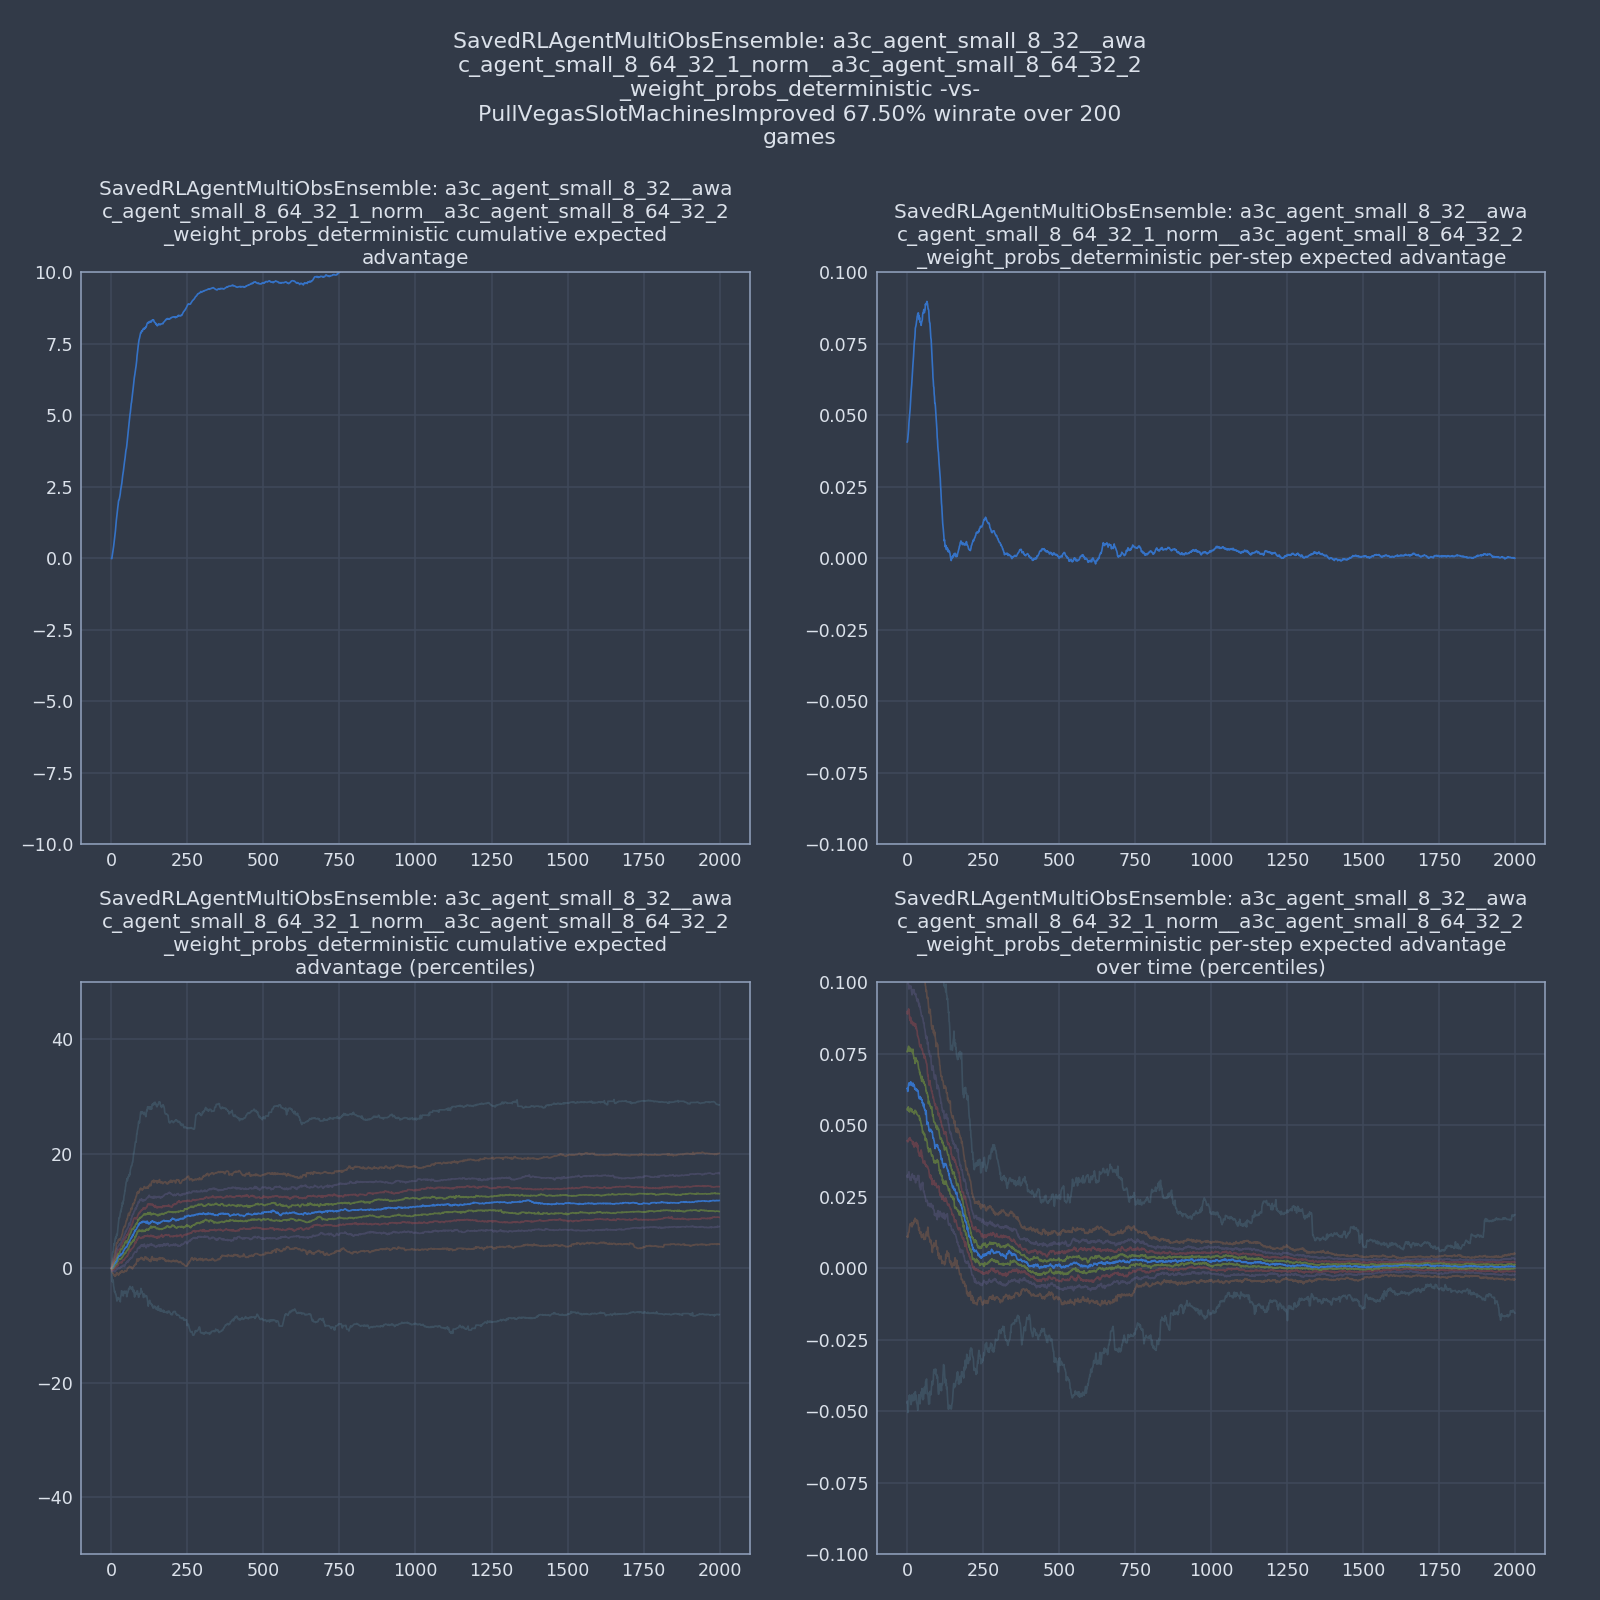 SavedRLAgentMultiObsEnsemble: a3c_agent_small_8_32__awa
c_agent_small_8_64_32_1_norm__a3c_agent_small_8_64_32_2
_weight_probs_deterministic -vs-
PullVegasSlotMachinesImproved 67.50% winrate over 200
games
SavedRLAgentMultiObsEnsemble: a3c_agent_small_8_32__awa
c_agent_small_8_64_32_1_norm__a3c_agent_small_8_64_32_2
_weight_probs_deterministic cumulative expected
advantage
10.0
7.5
5.0
2.5
0.0
−2.5
−5.0
−7.5
−10.0
0 250 500 750 1000 1250 1500 1750 2000
SavedRLAgentMultiObsEnsemble: a3c_agent_small_8_32__awa
c_agent_small_8_64_32_1_norm__a3c_agent_small_8_64_32_2
_weight_probs_deterministic per-step expected advantage
0.100
0.075
0.050
0.025
0.000
−0.025
−0.050
−0.075
−0.100
0 250 500 750 1000 1250 1500 1750 2000
SavedRLAgentMultiObsEnsemble: a3c_agent_small_8_32__awa
c_agent_small_8_64_32_1_norm__a3c_agent_small_8_64_32_2
_weight_probs_deterministic cumulative expected
advantage (percentiles)
40
20
0
−20
−40
0 250 500 750 1000 1250 1500 1750 2000
SavedRLAgentMultiObsEnsemble: a3c_agent_small_8_32__awa
c_agent_small_8_64_32_1_norm__a3c_agent_small_8_64_32_2
_weight_probs_deterministic per-step expected advantage
over time (percentiles)
0.100
0.075
0.050
0.025
0.000
−0.025
−0.050
−0.075
−0.100
0 250 500 750 1000 1250 1500 1750 2000